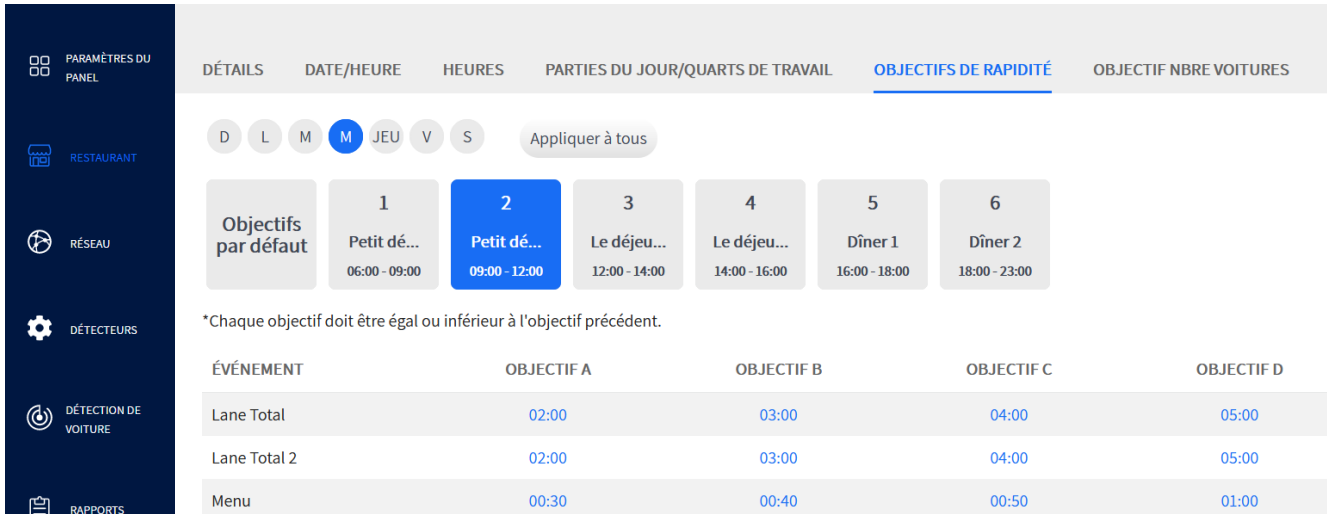 PARAMÈTRES DU
PANEL
RESTAURANT
RÉSEAU
DÉTECTEURS
DÉTECTION DE
VOITURE
RAPPORTS
DÉTAILS DATE/HEURE HEURES PARTIES DU JOUR/QUARTS DE TRAVAIL OBJECTIFS DE RAPIDITÉ OBJECTIF NBRE VOITURES
D L M M JEU V S Appliquer à tous
Objectifs
par défaut
1
Petit dé...
06:00 - 09:00
2
Petit dé...
09:00 - 12:00
3
Le déjeu...
12:00 - 14:00
4
Le déjeu...
14:00 - 16:00
5
Dîner 1
16:00 - 18:00
6
Dîner 2
18:00 - 23:00
*Chaque objectif doit être égal ou inférieur à l'objectif précédent.
ÉVÉNEMENT OBJECTIF A OBJECTIF B OBJECTIF C OBJECTIF D
Lane Total 02:00 03:00 04:00 05:00
Lane Total 2 02:00 03:00 04:00 05:00
Menu 00:30 00:40 00:50 01:00